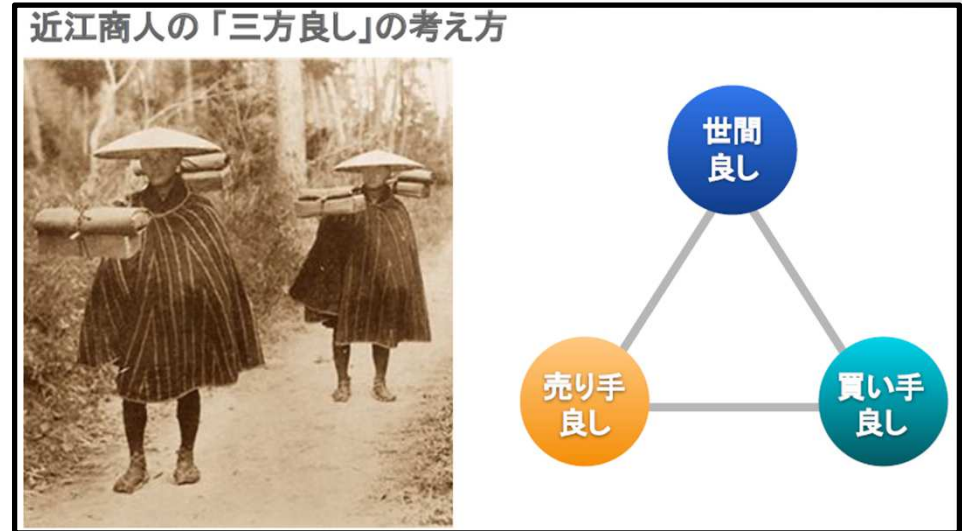 近江商人の「三方良し」の考え方
世間
良し
売り手
良し
買い手
良し